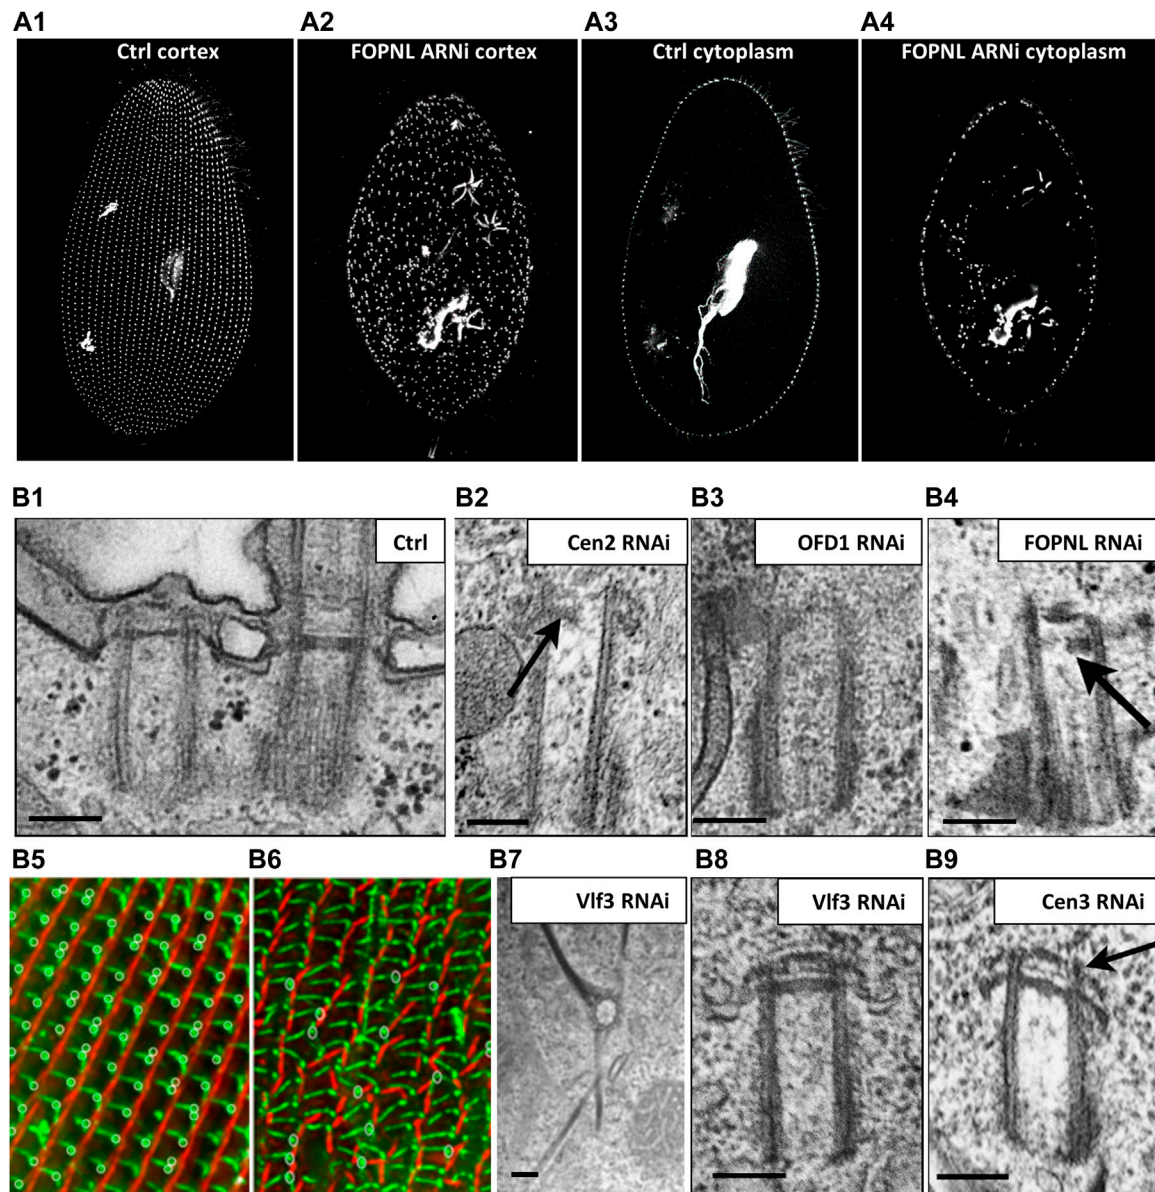 A1
A2
A3
A4
Ctrl cortex
FOPNL ARNi cortex
Ctrl cytoplasm
FOPNL ARNi cytoplasm
B1
B2
B3
B4
Ctrl
Cen2 RNAi
OFD1 RNAi
FOPNL RNAi
B5
B6
B7
B8
B9
Vlf3 RNAi
Vlf3 RNAi
Cen3 RNAi